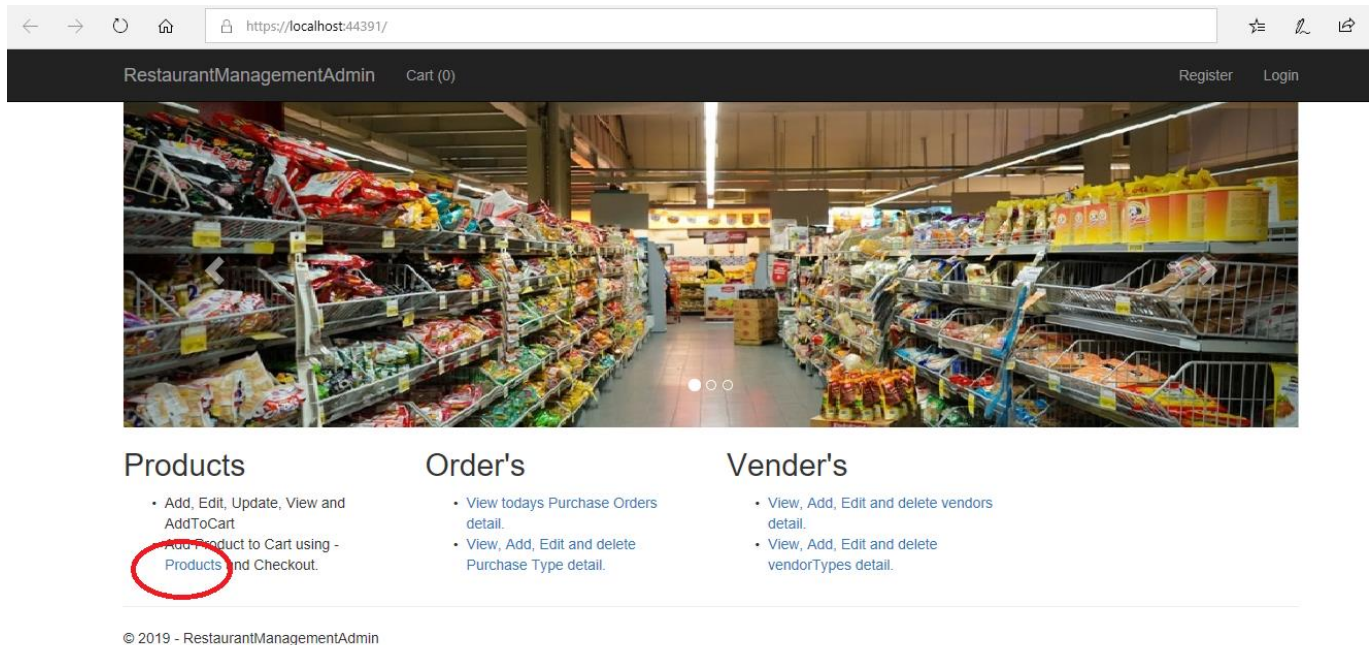 https://localhost:44391/
RestaurantManagementAdmin Cart (0) Register Login
Products
• Add, Edit, Update, View and
AddToCart
• Add Product to Cart using -
Products and Checkout.
Order's
• View todays Purchase Orders
detail.
• View, Add, Edit and delete
Purchase Type detail.
Vender's
• View, Add, Edit and delete vendors
detail.
• View, Add, Edit and delete
vendorTypes detail.
© 2019 - RestaurantManagementAdmin